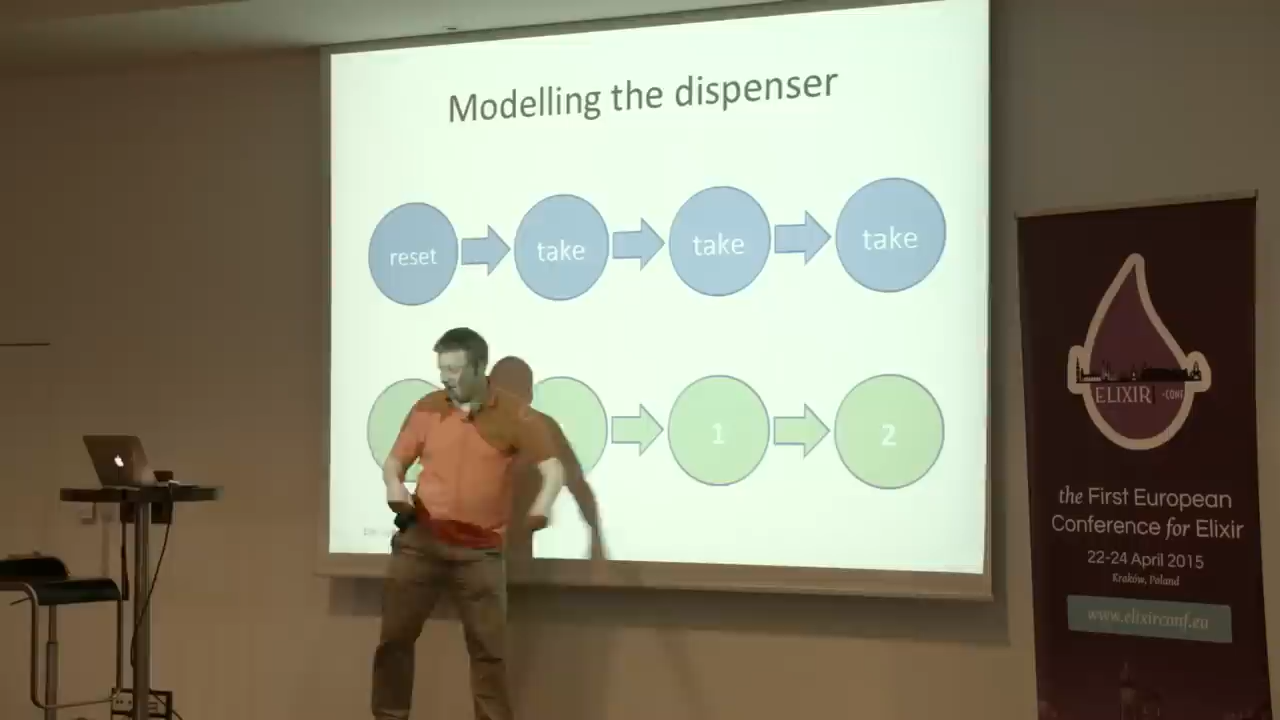 Modelling the dispenser
reset
take
take
take
1
2
ELIXIR
-CONF
the First European
Conference for Elixir
22-24 April 2015
Kraków, Poland
www.elixirconf.eu